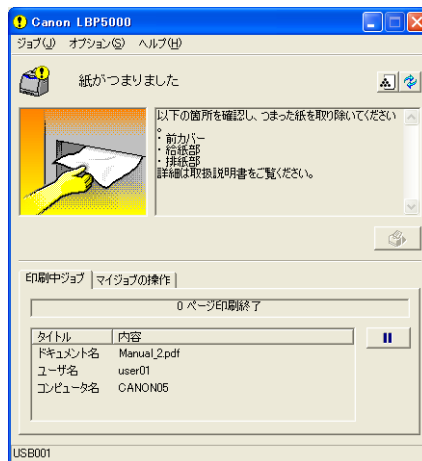 Canon LBP5000
ジョブ(J) オプション(S) ヘルプ(H)
紙がつまりました
以下の箇所を確認し、つまった紙を取り除いてください
。
・前カバー
・給紙部
・排紙部
詳細は取扱説明書をご覧ください。
印刷中ジョブ マイジョブの操作
0 ページ印刷終了
タイトル 内容
ドキュメント名 Manual_2.pdf
ユーザ名 user01
コンピュータ名 CANON05
USB001